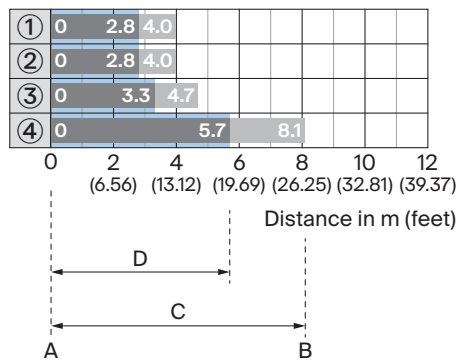 ① 0 2.8 4.0
② 0 2.8 4.0
③ 0 3.3 4.7
④ 0 5.7 8.1
0 2 4 6 8 10 12
(6.56) (13.12) (19.69) (26.25) (32.81) (39.37)
Distance in m (feet)
D
C
A B